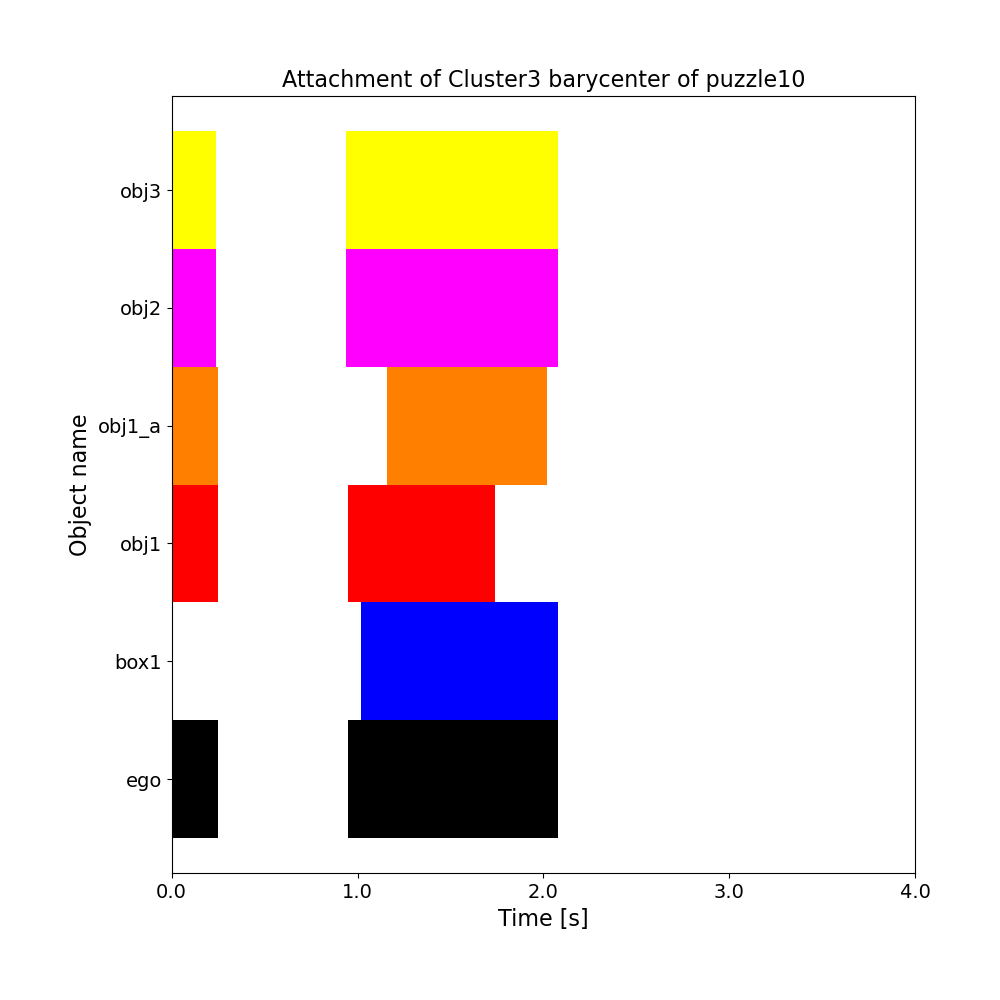 Attachment of Cluster3 barycenter of puzzle10
obj3
obj2
obj1_a
obj1
box1
ego
Object name
0.0 1.0 2.0 3.0 4.0
Time [s]